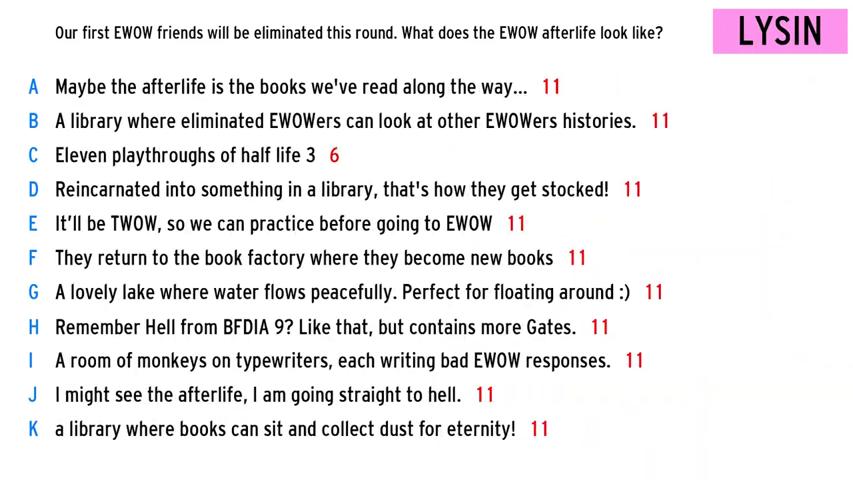 Our first EWOW friends will be eliminated this round. What does the EWOW afterlife look like?
LYSIN
A Maybe the afterlife is the books we've read along the way... 11
B A library where eliminated EWOWers can look at other EWOWers histories. 11
C Eleven playthroughs of half life 3 6
D Reincarnated into something in a library, that's how they get stocked! 11
E It’ll be TWOW, so we can practice before going to EWOW 11
F They return to the book factory where they become new books 11
G A lovely lake where water flows peacefully. Perfect for floating around :) 11
H Remember Hell from BFDIA 9? Like that, but contains more Gates. 11
I A room of monkeys on typewriters, each writing bad EWOW responses. 11
J I might see the afterlife, I am going straight to hell. 11
K a library where books can sit and collect dust for eternity! 11